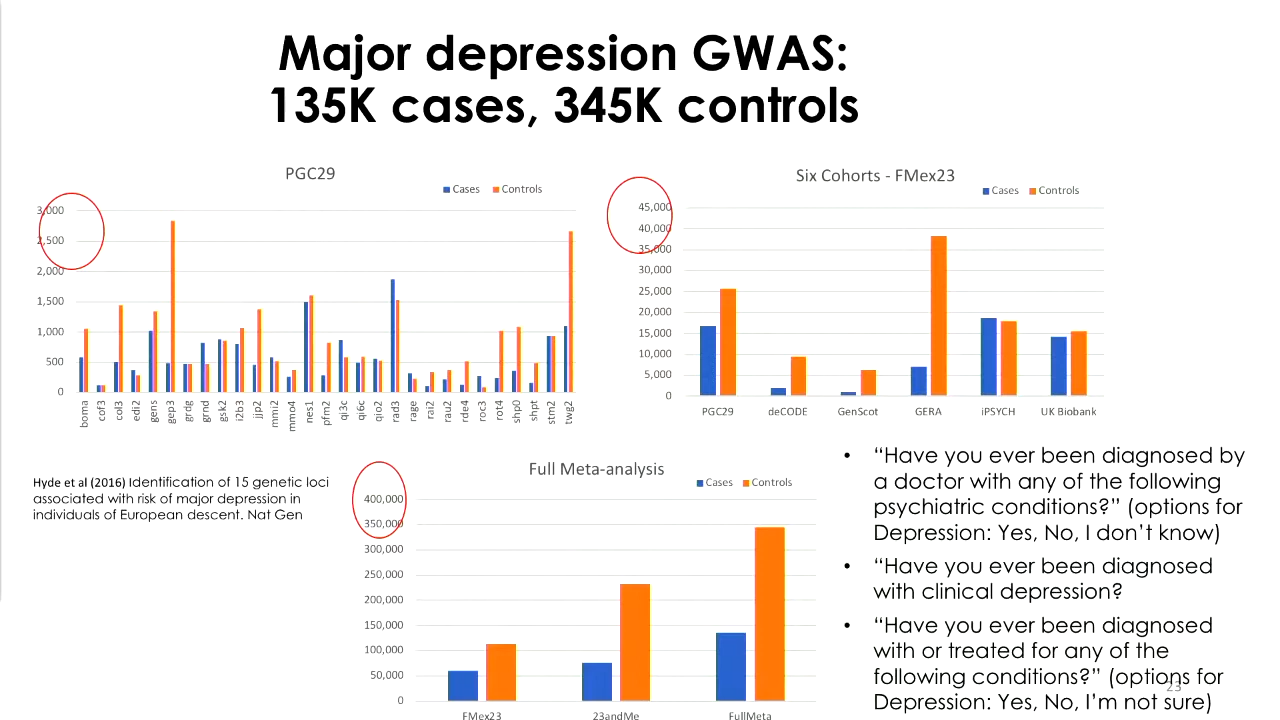 Major depression GWAS:
135K cases, 345K controls
PGC29
Cases Controls
3,000
2,500
2,000
1,500
1,000
500
0
boma cof3 col3 edi2 gens gep3 grdg grnd gsk2 i2b3 jjp2 mmi2 mmo4 nes1 pfm2 qi3c qi6c qio2 rad3 rage rai2 rau2 rde4 roc3 rot4 shp0 shpt stm2 twg2
Six Cohorts - FMex23
Cases Controls
45,000
40,000
35,000
30,000
25,000
20,000
15,000
10,000
5,000
0
PGC29 deCODE GenScot GERA iPSYCH UK Biobank
Hyde et al (2016) Identification of 15 genetic loci
associated with risk of major depression in
individuals of European descent. Nat Gen
Full Meta-analysis
Cases Controls
400,000
350,000
300,000
250,000
200,000
150,000
100,000
50,000
0
FMex23 23andMe FullMeta
• “Have you ever been diagnosed by
a doctor with any of the following
psychiatric conditions?” (options for
Depression: Yes, No, I don’t know)
• “Have you ever been diagnosed
with clinical depression?
• “Have you ever been diagnosed
with or treated for any of the
following conditions?” (options for
Depression: Yes, No, I’m not sure)
23